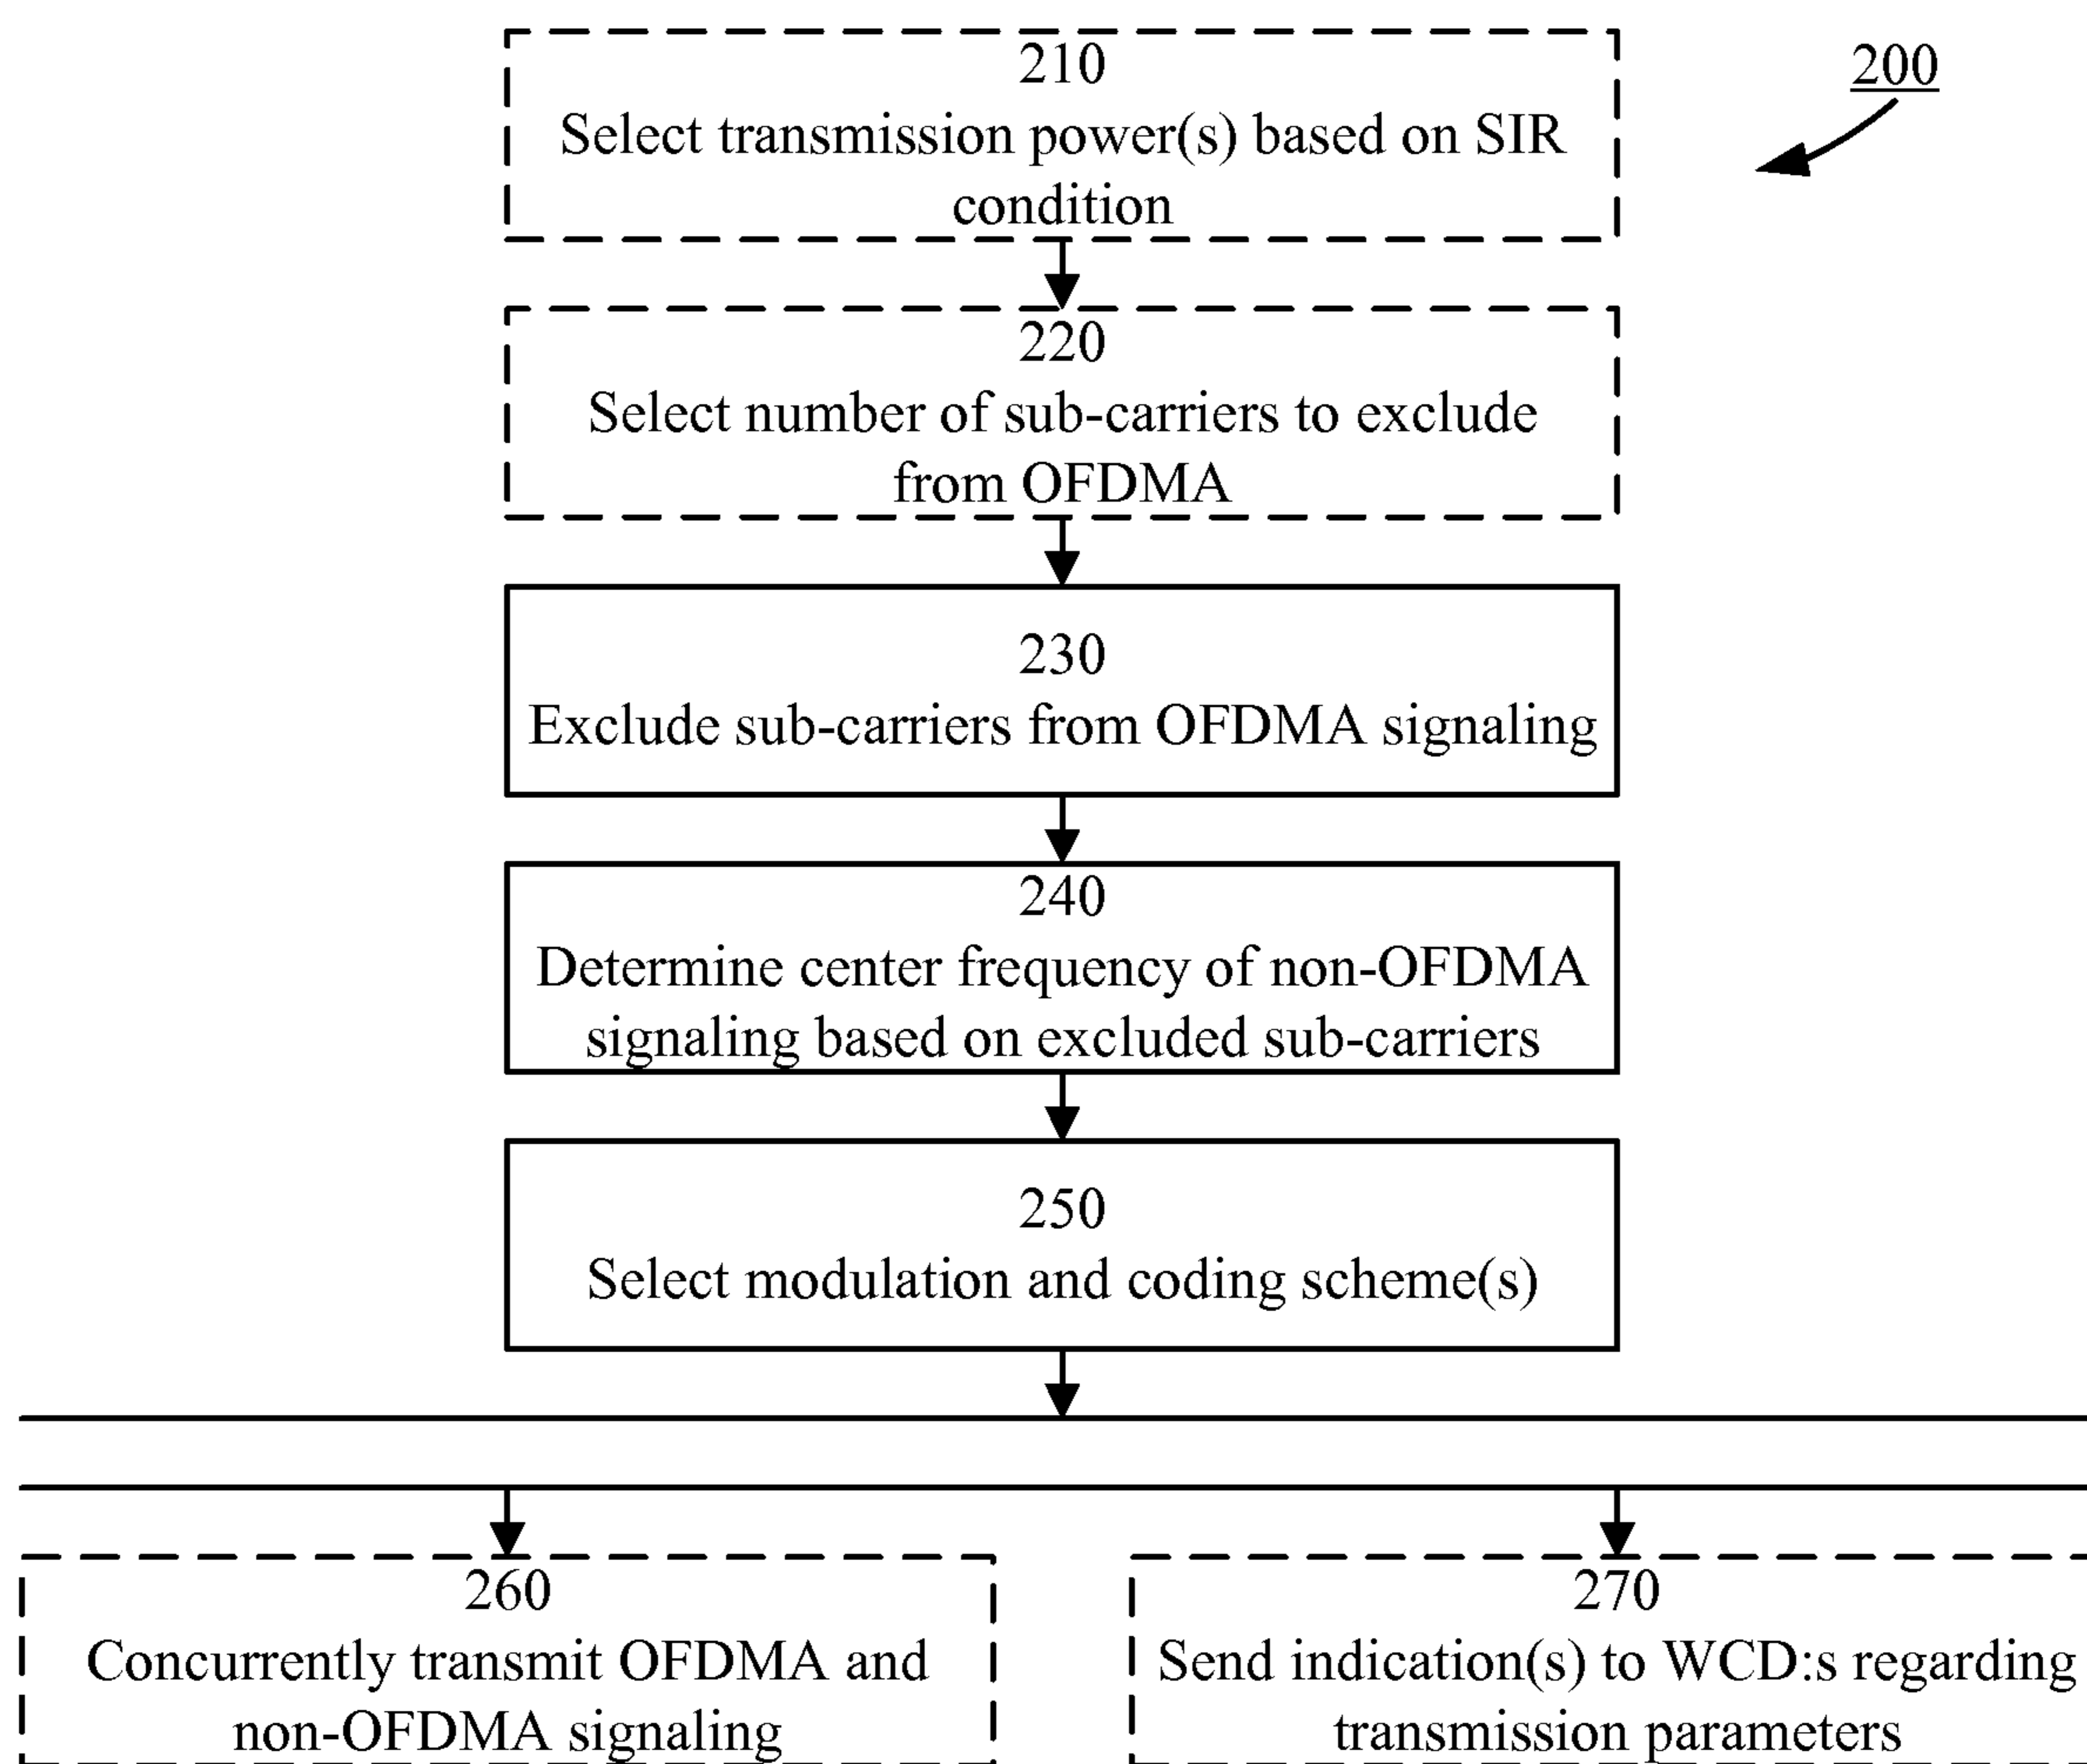 200
210
Select transmission power(s) based on SIR
condition
220
Select number of sub-carriers to exclude
from OFDMA
230
Exclude sub-carriers from OFDMA signaling
240
Determine center frequency of non-OFDMA
signaling based on excluded sub-carriers
250
Select modulation and coding scheme(s)
260
Concurrently transmit OFDMA and
non-OFDMA signaling
270
Send indication(s) to WCD:s regarding
transmission parameters